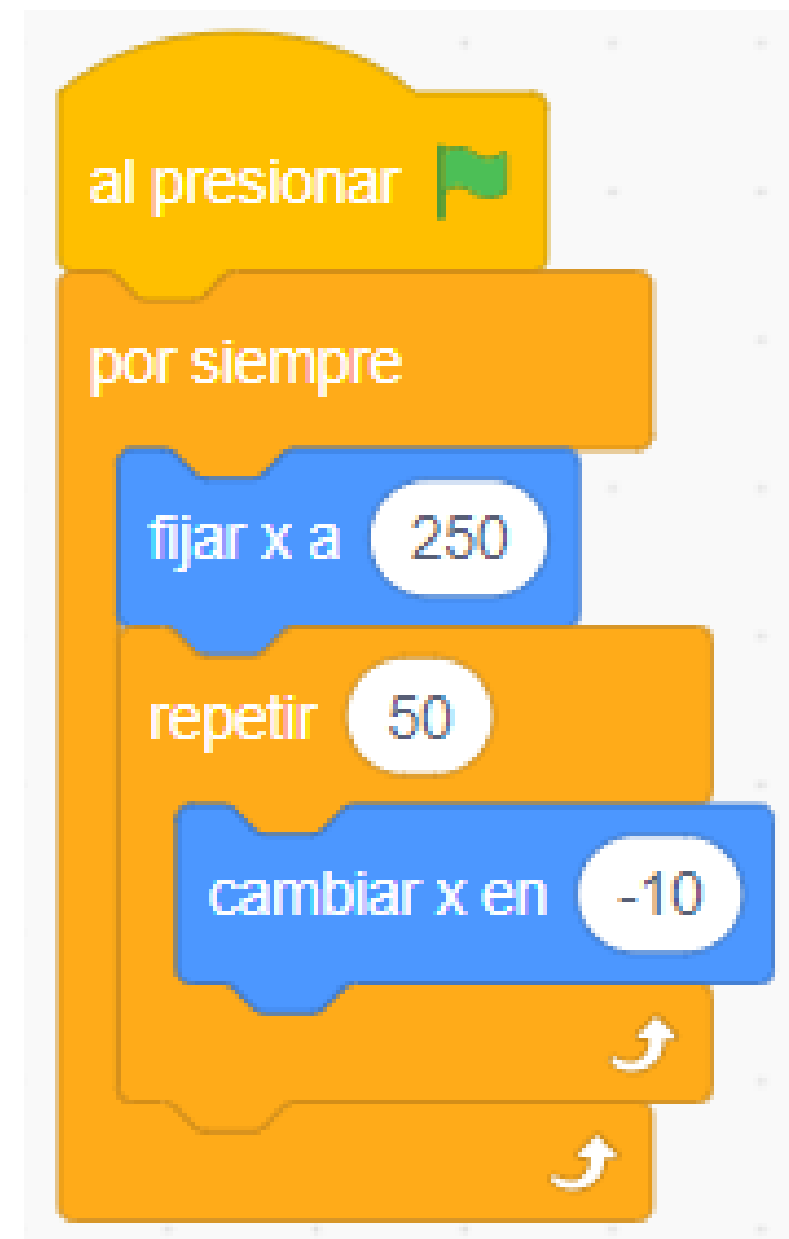 al presionar
por siempre
fijar x a 250
repetir 50
cambiar x en -10